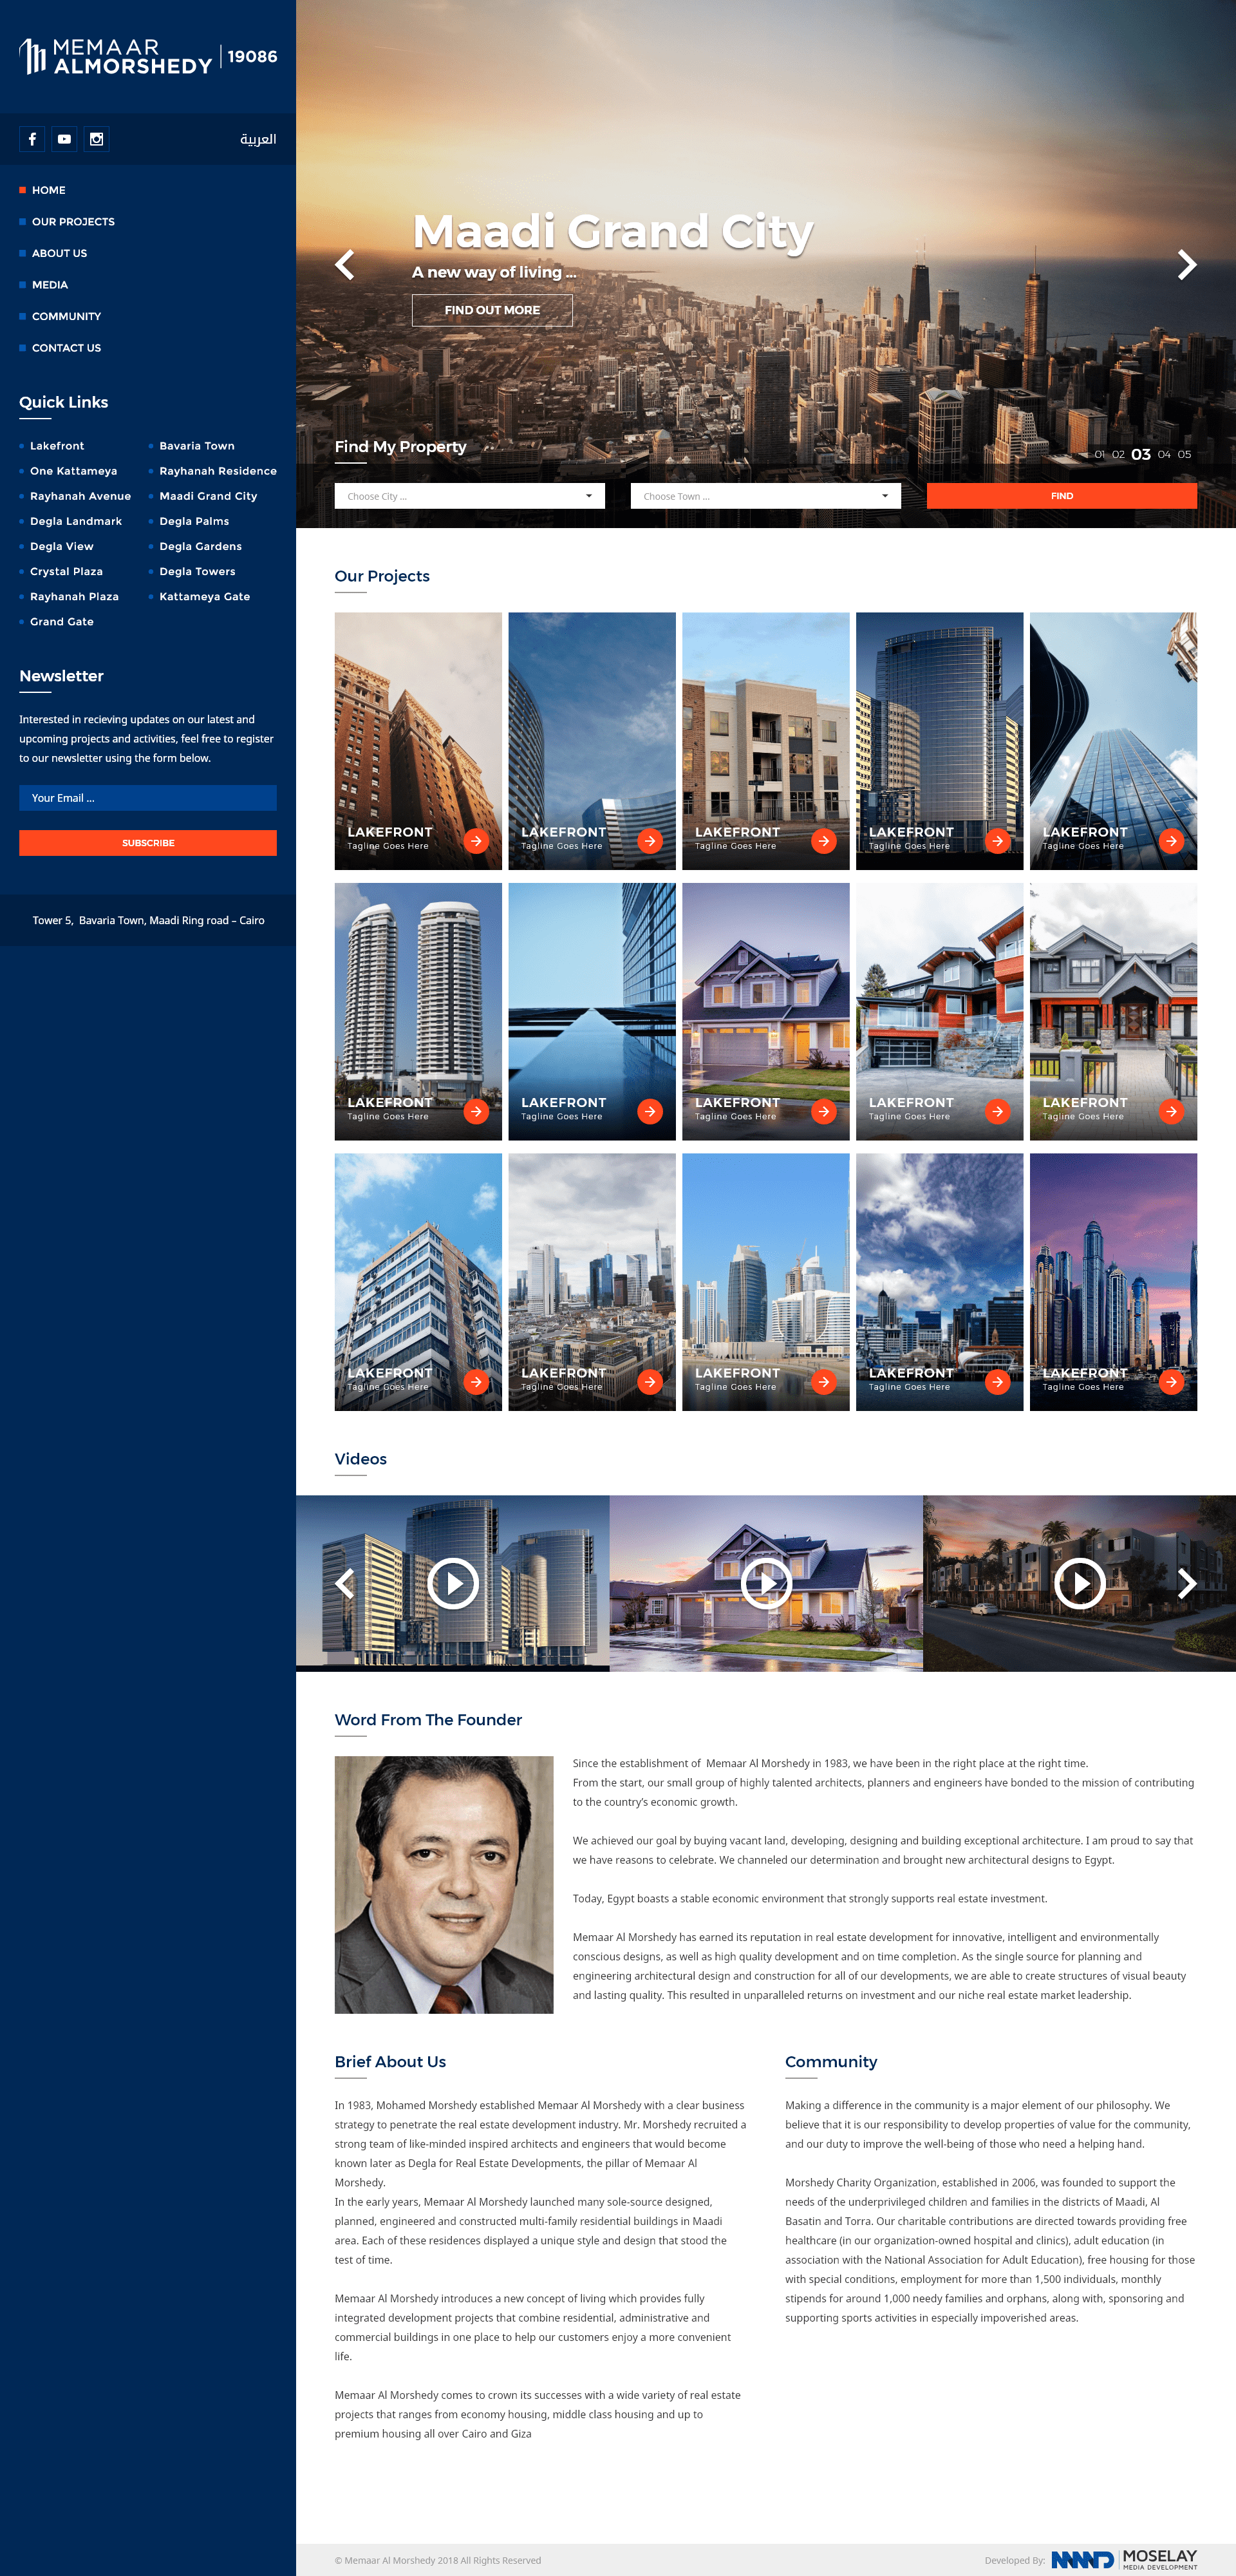 MEMAAR
ALMORSHEDY
19086
العربية
HOME
OUR PROJECTS
ABOUT US
MEDIA
COMMUNITY
CONTACT US
Quick Links
Lakefront
Bavaria Town
One Kattameya
Rayhanah Residence
Rayhanah Avenue
Maadi Grand City
Degla Landmark
Degla Palms
Degla View
Degla Gardens
Crystal Plaza
Degla Towers
Rayhanah Plaza
Kattameya Gate
Grand Gate
Newsletter
Interested in recieving updates on our latest and
upcoming projects and activities, feel free to register
to our newsletter using the form below.
Your Email ...
SUBSCRIBE
Tower 5,  Bavaria Town, Maadi Ring road – Cairo
Maadi Grand City
A new way of living ...
FIND OUT MORE
Find My Property
01 02 03 04 05
Choose City ...
Choose Town ...
FIND
Our Projects
LAKEFRONT
Tagline Goes Here
LAKEFRONT
Tagline Goes Here
LAKEFRONT
Tagline Goes Here
LAKEFRONT
Tagline Goes Here
LAKEFRONT
Tagline Goes Here
LAKEFRONT
Tagline Goes Here
LAKEFRONT
Tagline Goes Here
LAKEFRONT
Tagline Goes Here
LAKEFRONT
Tagline Goes Here
LAKEFRONT
Tagline Goes Here
LAKEFRONT
Tagline Goes Here
LAKEFRONT
Tagline Goes Here
LAKEFRONT
Tagline Goes Here
LAKEFRONT
Tagline Goes Here
LAKEFRONT
Tagline Goes Here
Videos
Word From The Founder
Since the establishment of  Memaar Al Morshedy in 1983, we have been in the right place at the right time.
From the start, our small group of highly talented architects, planners and engineers have bonded to the mission of contributing
to the country's economic growth.
We achieved our goal by buying vacant land, developing, designing and building exceptional architecture. I am proud to say that
we have reasons to celebrate. We channeled our determination and brought new architectural designs to Egypt.
Today, Egypt boasts a stable economic environment that strongly supports real estate investment.
Memaar Al Morshedy has earned its reputation in real estate development for innovative, intelligent and environmentally
conscious designs, as well as high quality development and on time completion. As the single source for planning and
engineering architectural design and construction for all of our developments, we are able to create structures of visual beauty
and lasting quality. This resulted in unparalleled returns on investment and our niche real estate market leadership.
Brief About Us
In 1983, Mohamed Morshedy established Memaar Al Morshedy with a clear business
strategy to penetrate the real estate development industry. Mr. Morshedy recruited a
strong team of like-minded inspired architects and engineers that would become
known later as Degla for Real Estate Developments, the pillar of Memaar Al
Morshedy.
In the early years, Memaar Al Morshedy launched many sole-source designed,
planned, engineered and constructed multi-family residential buildings in Maadi
area. Each of these residences displayed a unique style and design that stood the
test of time.
Memaar Al Morshedy introduces a new concept of living which provides fully
integrated development projects that combine residential, administrative and
commercial buildings in one place to help our customers enjoy a more convenient
life.
Memaar Al Morshedy comes to crown its successes with a wide variety of real estate
projects that ranges from economy housing, middle class housing and up to
premium housing all over Cairo and Giza
Community
Making a difference in the community is a major element of our philosophy. We
believe that it is our responsibility to develop properties of value for the community,
and our duty to improve the well-being of those who need a helping hand.
Morshedy Charity Organization, established in 2006, was founded to support the
needs of the underprivileged children and families in the districts of Maadi, Al
Basatin and Torra. Our charitable contributions are directed towards providing free
healthcare (in our organization-owned hospital and clinics), adult education (in
association with the National Association for Adult Education), free housing for those
with special conditions, employment for more than 1,500 individuals, monthly
stipends for around 1,000 needy families and orphans, along with, sponsoring and
supporting sports activities in especially impoverished areas.
© Memaar Al Morshedy 2018 All Rights Reserved
Developed By:
MOSELAY
MEDIA DEVELOPMENT